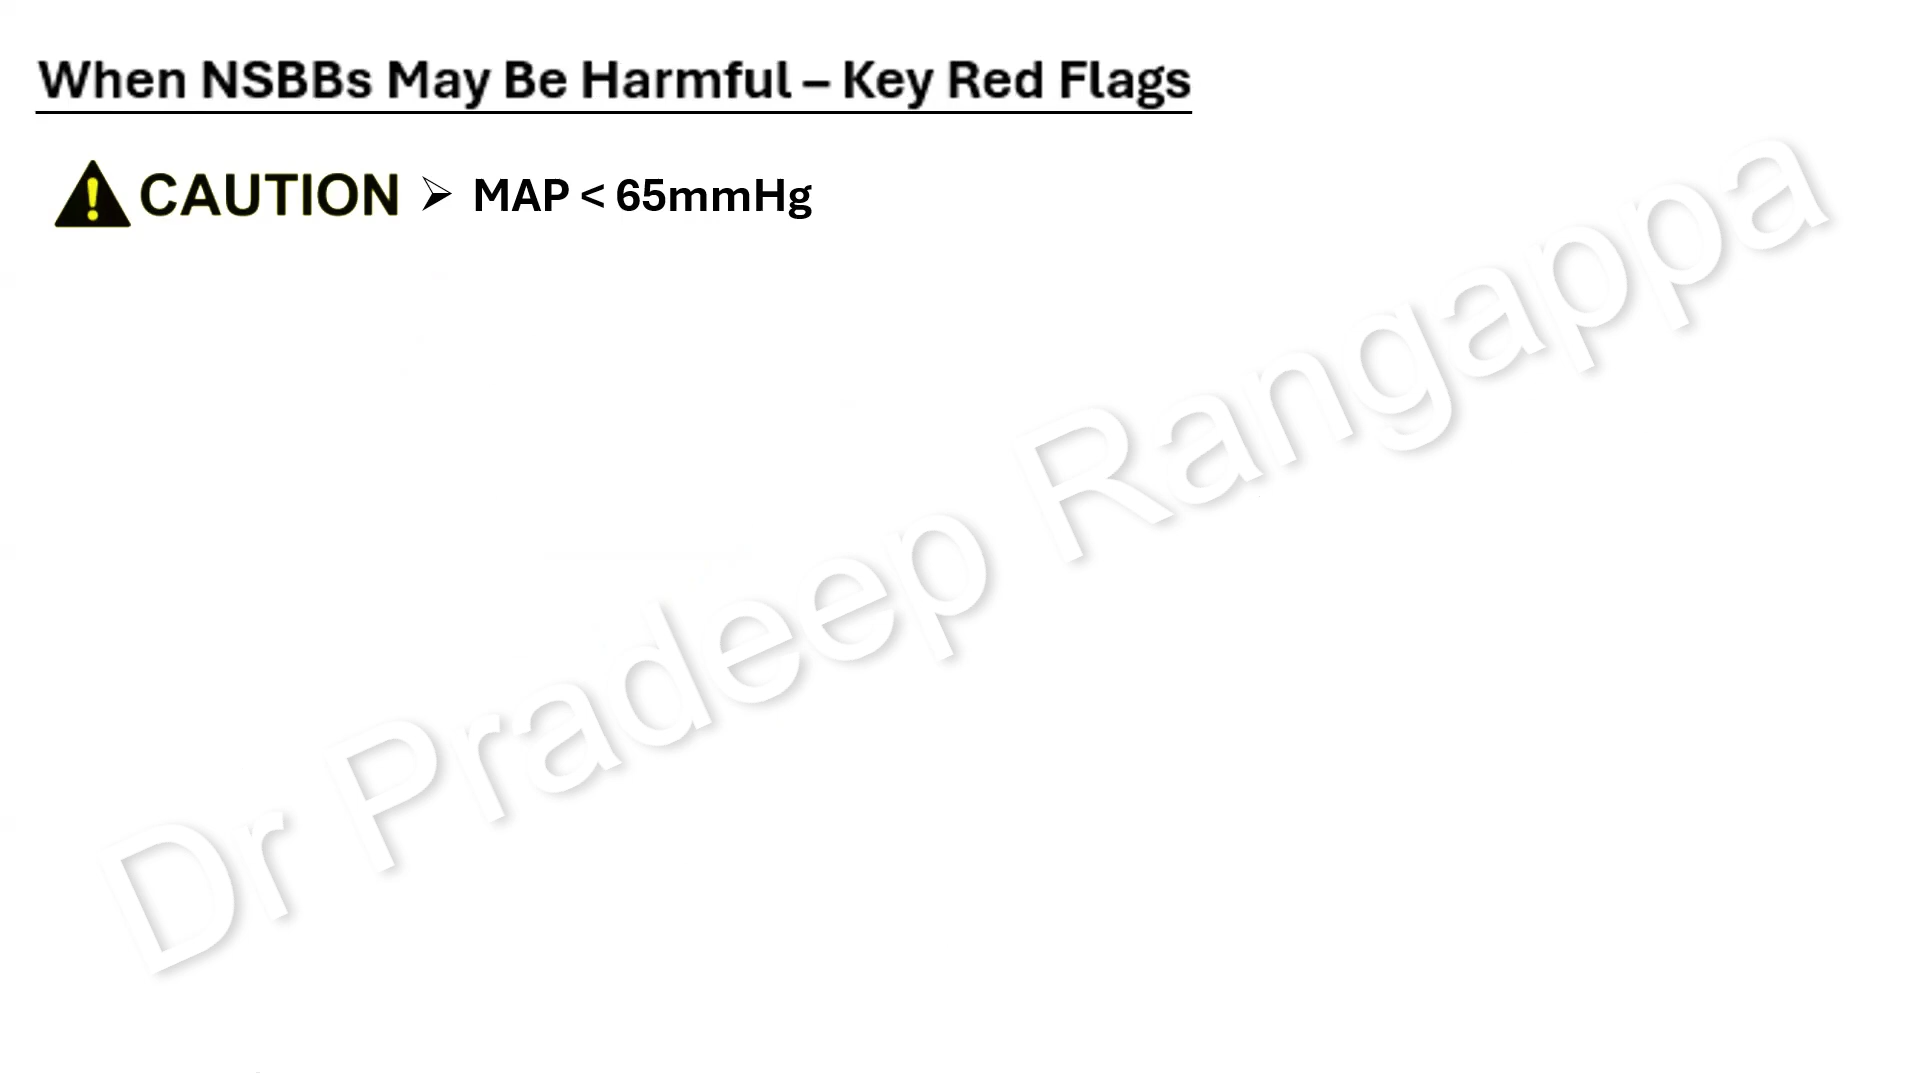 When NSBBs May Be Harmful – Key Red Flags
CAUTION ➢ MAP < 65mmHg
Dr Pradeep Rangappa